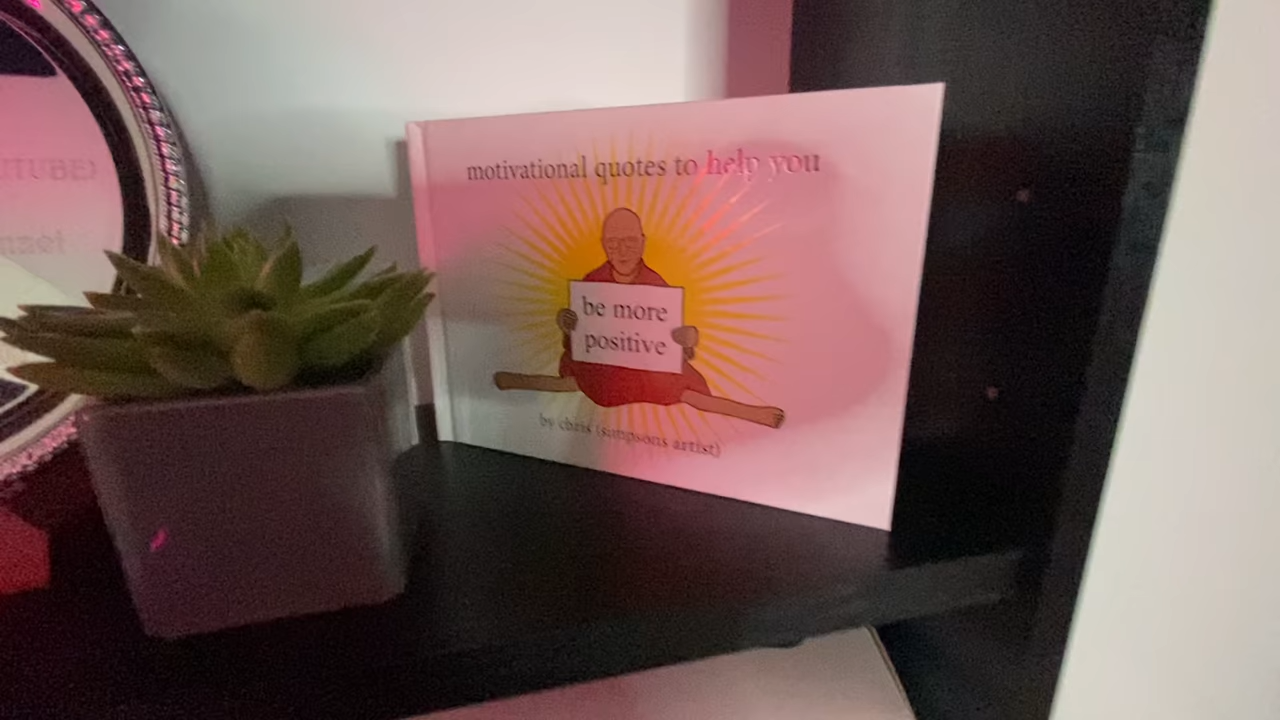 motivational quotes to help you
be more
positive
by chris (simpsons artist)